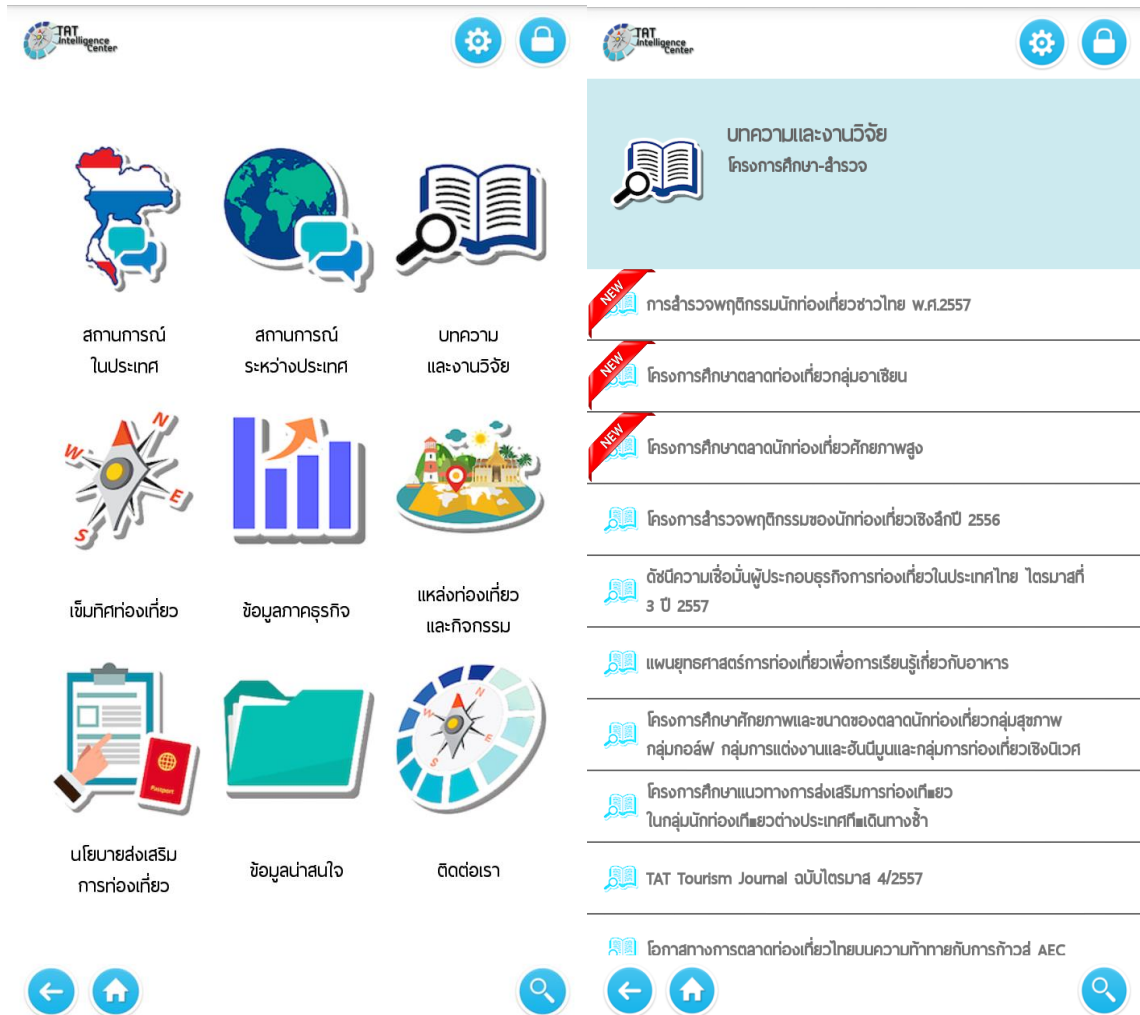 TAT
Intelligence
Center
สถานการณ์
ในประเทศ
สถานการณ์
ระหว่างประเทศ
บทความ
และงานวิจัย
N
W
E
S
เข็มทิศท่องเที่ยว
ข้อมูลภาคธุรกิจ
แหล่งท่องเที่ยว
และกิจกรรม
Passport
N
W
E
S
นโยบายส่งเสริม
การท่องเที่ยว
ข้อมูลน่าสนใจ
ติดต่อเรา
TAT
Intelligence
Center
บทความและงานวิจัย
โครงการศึกษา-สำรวจ
NEW
การสำรวจพฤติกรรมนักท่องเที่ยวชาวไทย พ.ศ.2557
NEW
โครงการศึกษาตลาดท่องเที่ยวกลุ่มอาเซียน
NEW
โครงการศึกษาตลาดนักท่องเที่ยวศักยภาพสูง
โครงการสำรวจพฤติกรรมของนักท่องเที่ยวเชิงลึกปี 2556
ดัชนีความเชื่อมั่นผู้ประกอบธุรกิจการท่องเที่ยวในประเทศไทย ไตรมาสที่
3 ปี 2557
แผนยุทธศาสตร์การท่องเที่ยวเพื่อการเรียนรู้เกี่ยวกับอาหาร
โครงการศึกษาศักยภาพและขนาดของตลาดนักท่องเที่ยวกลุ่มสุขภาพ
กลุ่มกอล์ฟ กลุ่มการแต่งงานและฮันนีมูนและกลุ่มการท่องเที่ยวเชิงนิเวศ
โครงการศึกษาแนวทางการส่งเสริมการท่องเที■ยว
ในกลุ่มนักท่องเที■ยวต่างประเทศที■เดินทางซ้ำ
TAT Tourism Journal ฉบับไตรมาส 4/2557
โอกาสทางการตลาดท่องเที่ยวไทยบนความท้าทายกับการก้าวส่ AEC